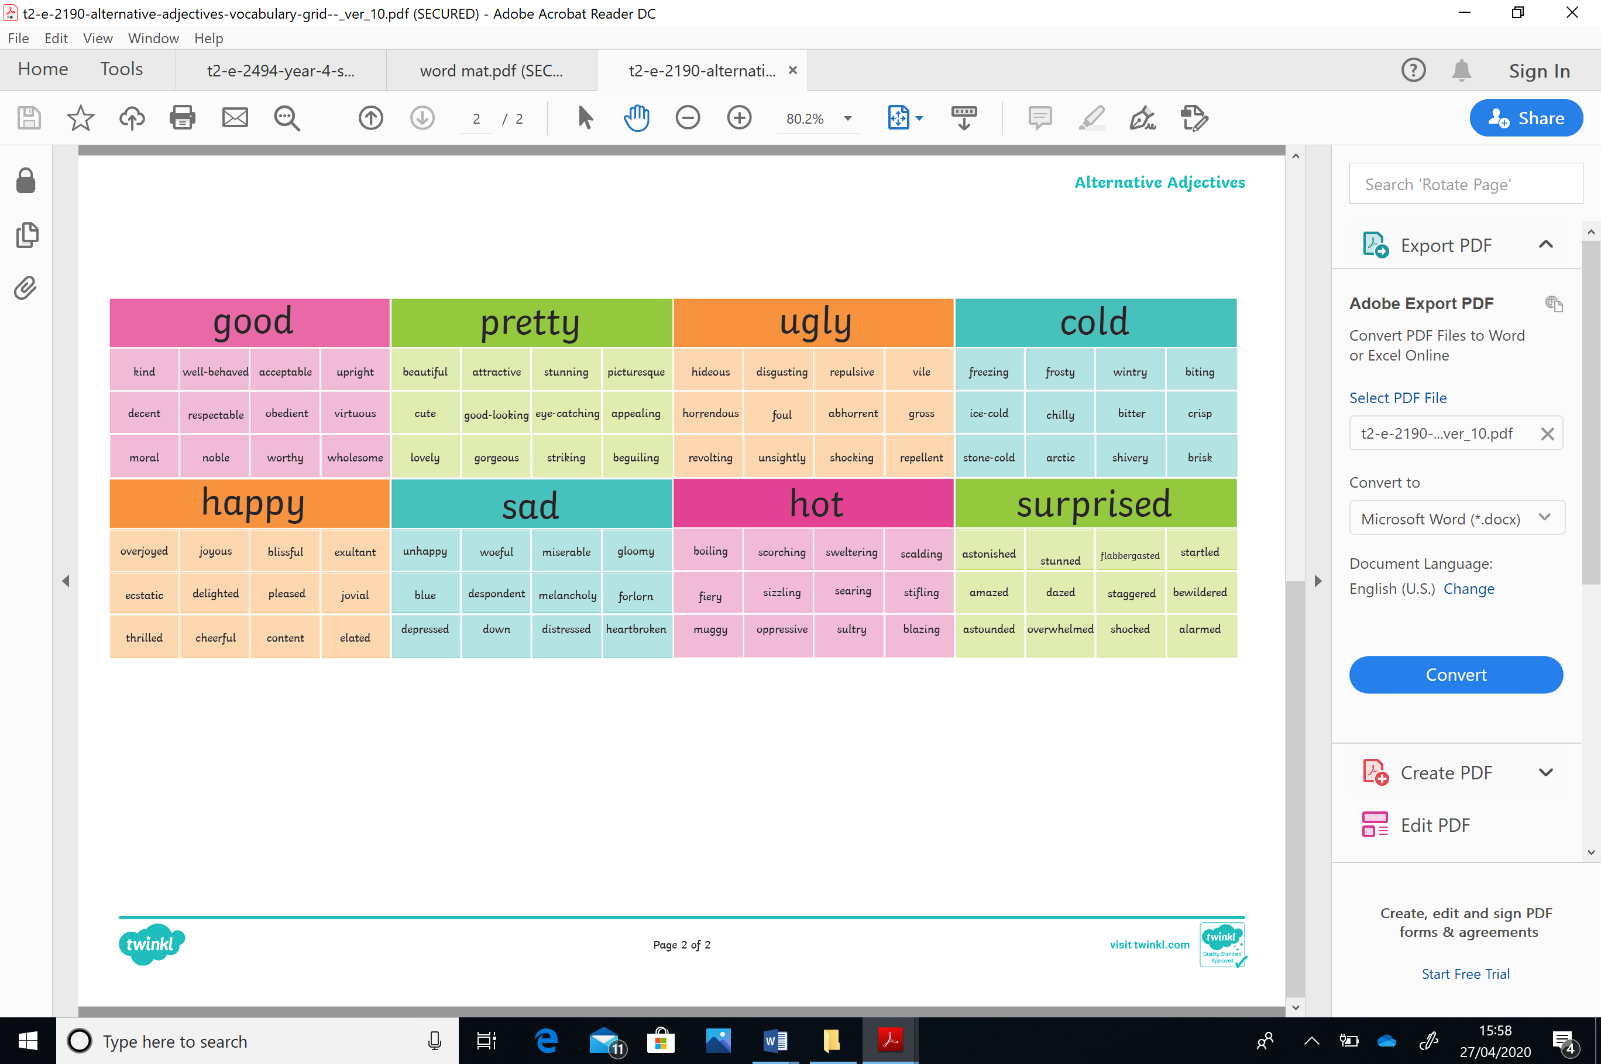 t2-e-2190-alternative-adjectives-vocabulary-grid--_ver_10.pdf (SECURED) - Adobe Acrobat Reader DC
File Edit View Window Help
Home Tools t2-e-2494-year-4-s... word mat.pdf (SEC... t2-e-2190-alternati... × Sign In
2 / 2 80.2% Share
Alternative Adjectives
good pretty ugly cold
kind well-behaved acceptable upright beautiful attractive stunning picturesque hideous disgusting repulsive vile freezing frosty wintry biting
decent respectable obedient virtuous cute good-looking eye-catching appealing horrendous foul abhorrent gross ice-cold chilly bitter crisp
moral noble worthy wholesome lovely gorgeous striking beguiling revolting unsightly shocking repellent stone-cold arctic shivery brisk
happy sad hot surprised
overjoyed joyous blissful exultant unhappy woeful miserable gloomy boiling scorching sweltering scalding astonished stunned flabbergasted startled
ecstatic delighted pleased jovial blue despondent melancholy forlorn fiery sizzling searing stifling amazed dazed staggered bewildered
thrilled cheerful content elated depressed down distressed heartbroken muggy oppressive sultry blazing astounded overwhelmed shocked alarmed
twinkl
Page 2 of 2
visit twinkl.com
twinkl
Quality Standard
Approved
Search 'Rotate Page'
Export PDF
Adobe Export PDF
Convert PDF Files to Word
or Excel Online
Select PDF File
t2-e-2190-...ver_10.pdf
Convert to
Microsoft Word (*.docx)
Document Language:
English (U.S.) Change
Convert
Create PDF
Edit PDF
Create, edit and sign PDF
forms & agreements
Start Free Trial
Type here to search
11
15:58
27/04/2020
4